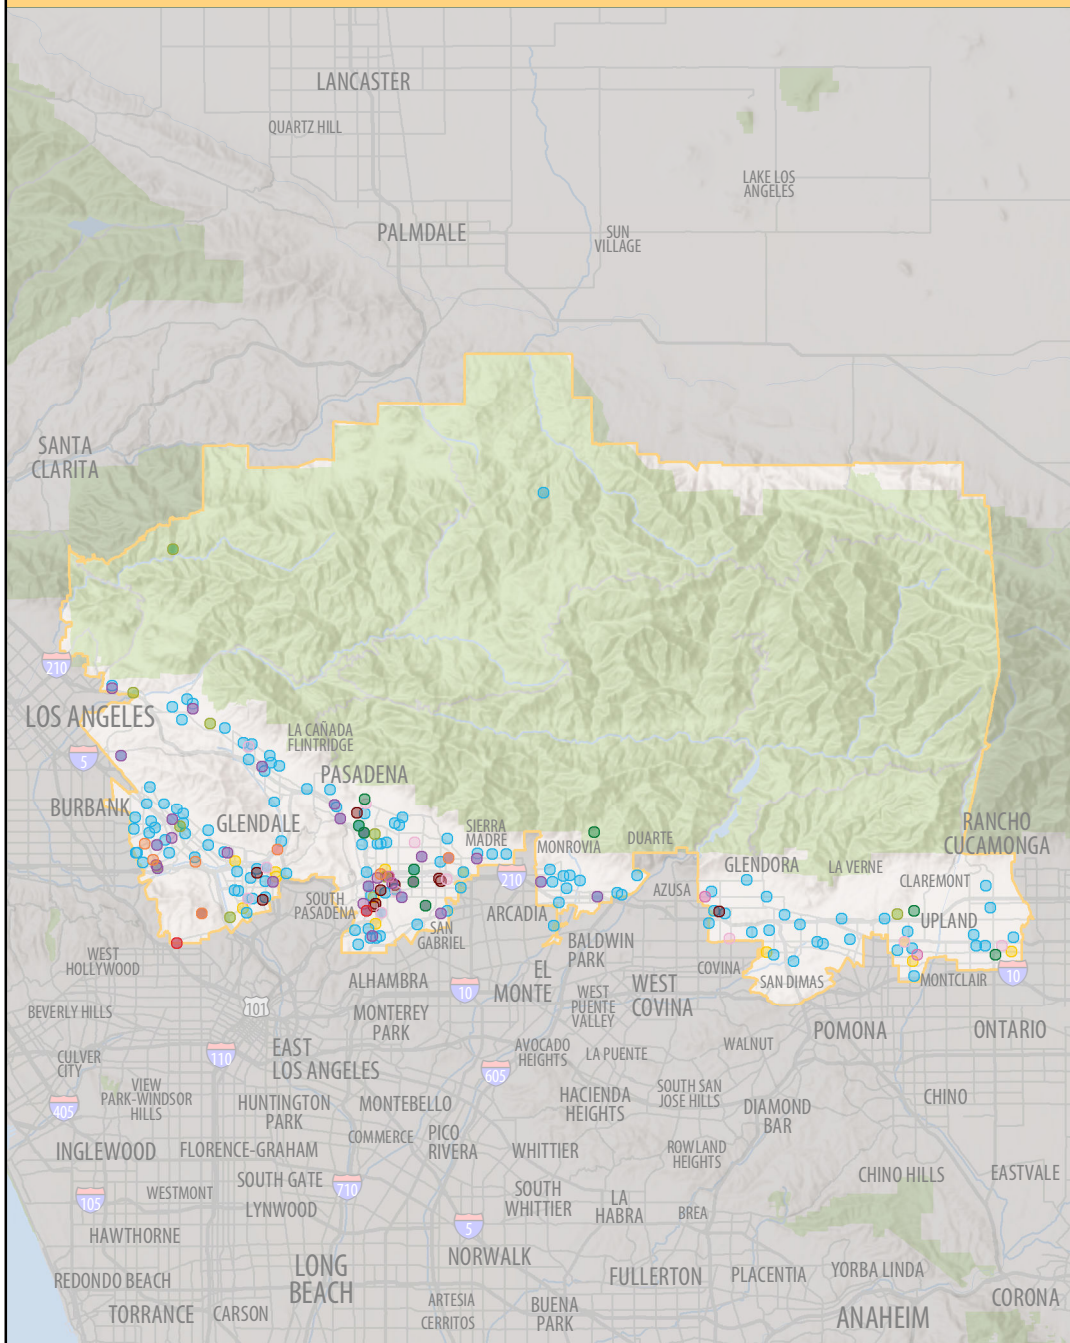 LANCASTER
QUARTZ HILL
LAKE LOS
ANGELES
PALMDALE
SUN
VILLAGE
SANTA
CLARITA
210
LOS ANGELES
5
LA CAÑADA
FLINTRIDGE
PASADENA
BURBANK
GLENDALE
SIERRA
MADRE
MONROVIA
DUARTE
RANCHO
CUCAMONGA
GLENDORA
LA VERNE
CLAREMONT
210
AZUSA
SOUTH
PASADENA
ARCADIA
UPLAND
SAN
GABRIEL
WEST
HOLLYWOOD
BALDWIN
PARK
COVINA
SAN DIMAS
MONTCLAIR
10
ALHAMBRA
10
EL
MONTE
WEST
PUENTE
VALLEY
WEST
COVINA
BEVERLY HILLS
101
MONTEREY
PARK
POMONA
ONTARIO
CULVER
CITY
110
EAST
LOS ANGELES
AVOCADO
HEIGHTS
LA PUENTE
WALNUT
605
VIEW
PARK-WINDSOR
HILLS
405
HUNTINGTON
PARK
MONTEBELLO
HACIENDA
HEIGHTS
SOUTH SAN
JOSE HILLS
DIAMOND
BAR
CHINO
INGLEWOOD
FLORENCE-GRAHAM
COMMERCE
PICO
RIVERA
WHITTIER
ROWLAND
HEIGHTS
CHINO HILLS
EASTVALE
105
WESTMONT
SOUTH GATE
710
LYNWOOD
SOUTH
WHITTIER
LA
HABRA
BREA
HAWTHORNE
5
NORWALK
LONG
BEACH
REDONDO BEACH
FULLERTON
PLACENTIA
YORBA LINDA
CORONA
TORRANCE
CARSON
ARTESIA
CERRITOS
BUENA
PARK
ANAHEIM